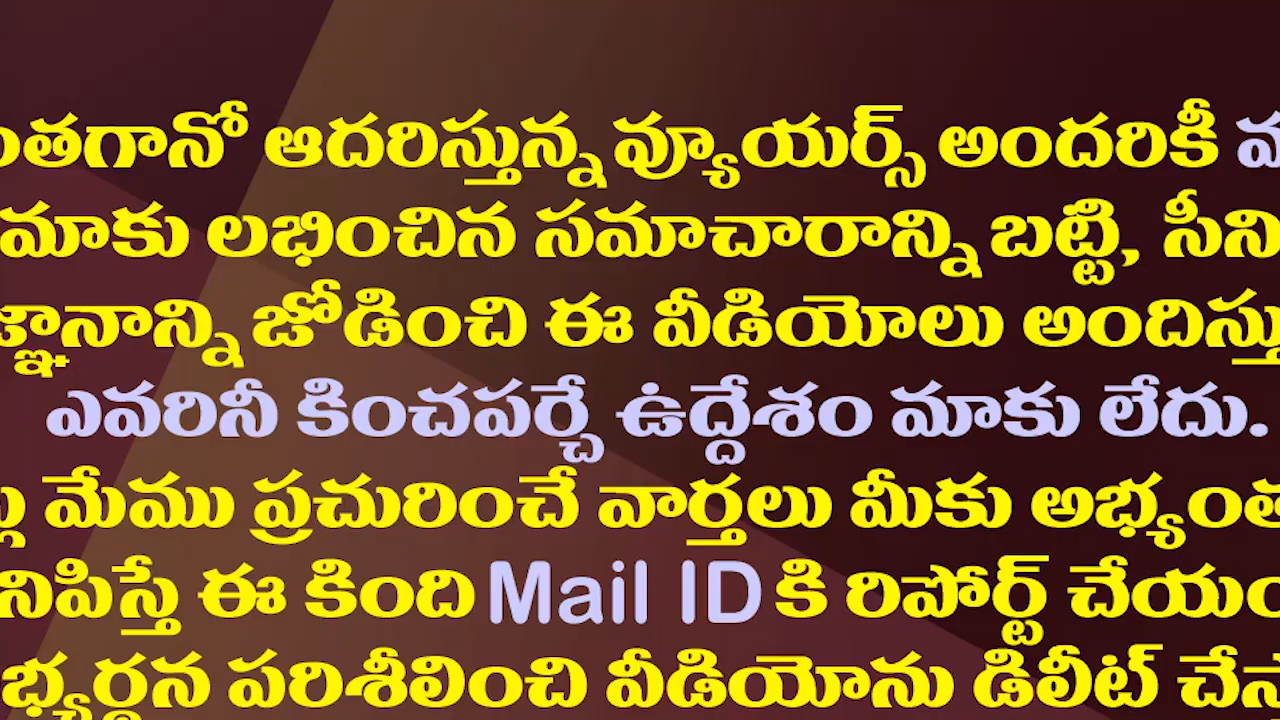 ఆదరిస్తున్న వ్యూయర్స్ అందరికీ
మాకు లభించిన సమాచారాన్ని బట్టి,
జోడించి ఈ వీడియోలు
ఎవరినీ కించపర్చే ఉద్దేశం మాకు లేదు.
మేము ప్రచురించే వార్తలు మీకు
ఈ కింది Mail ID కి రిపోర్ట్
పరిశీలించి వీడియోను డిలీట్